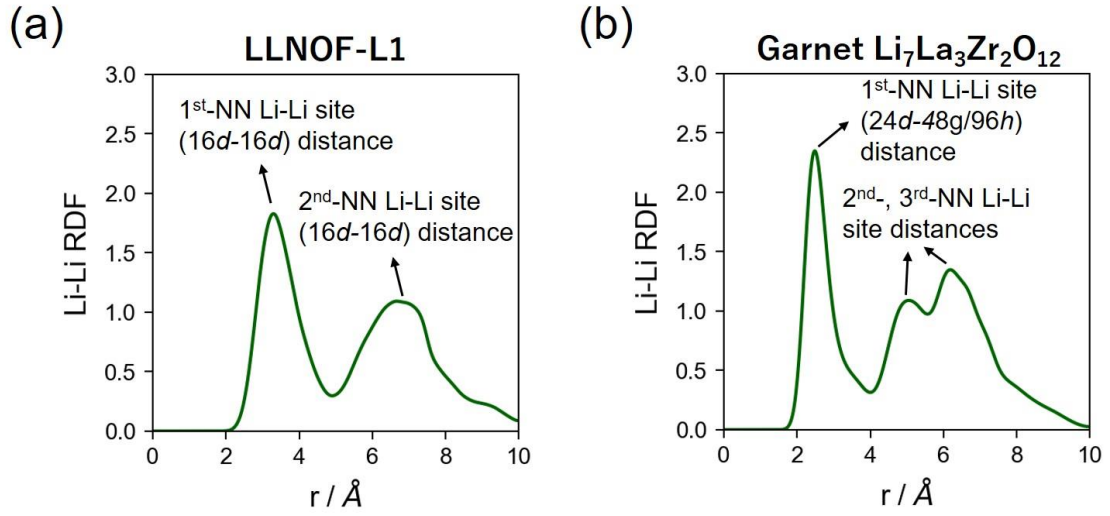 (a)
LLNOF-L1
3.0
2.5
2.0
1.5
1.0
0.5
0.0
Li-Li RDF
1st-NN Li-Li site
(16d-16d) distance
2nd-NN Li-Li site
(16d-16d) distance
0 2 4 6 8 10
r / Å
(b)
Garnet Li7La3Zr2O12
3.0
2.5
2.0
1.5
1.0
0.5
0.0
Li-Li RDF
1st-NN Li-Li site
(24d-48g/96h)
distance
2nd-, 3rd-NN Li-Li
site distances
0 2 4 6 8 10
r / Å